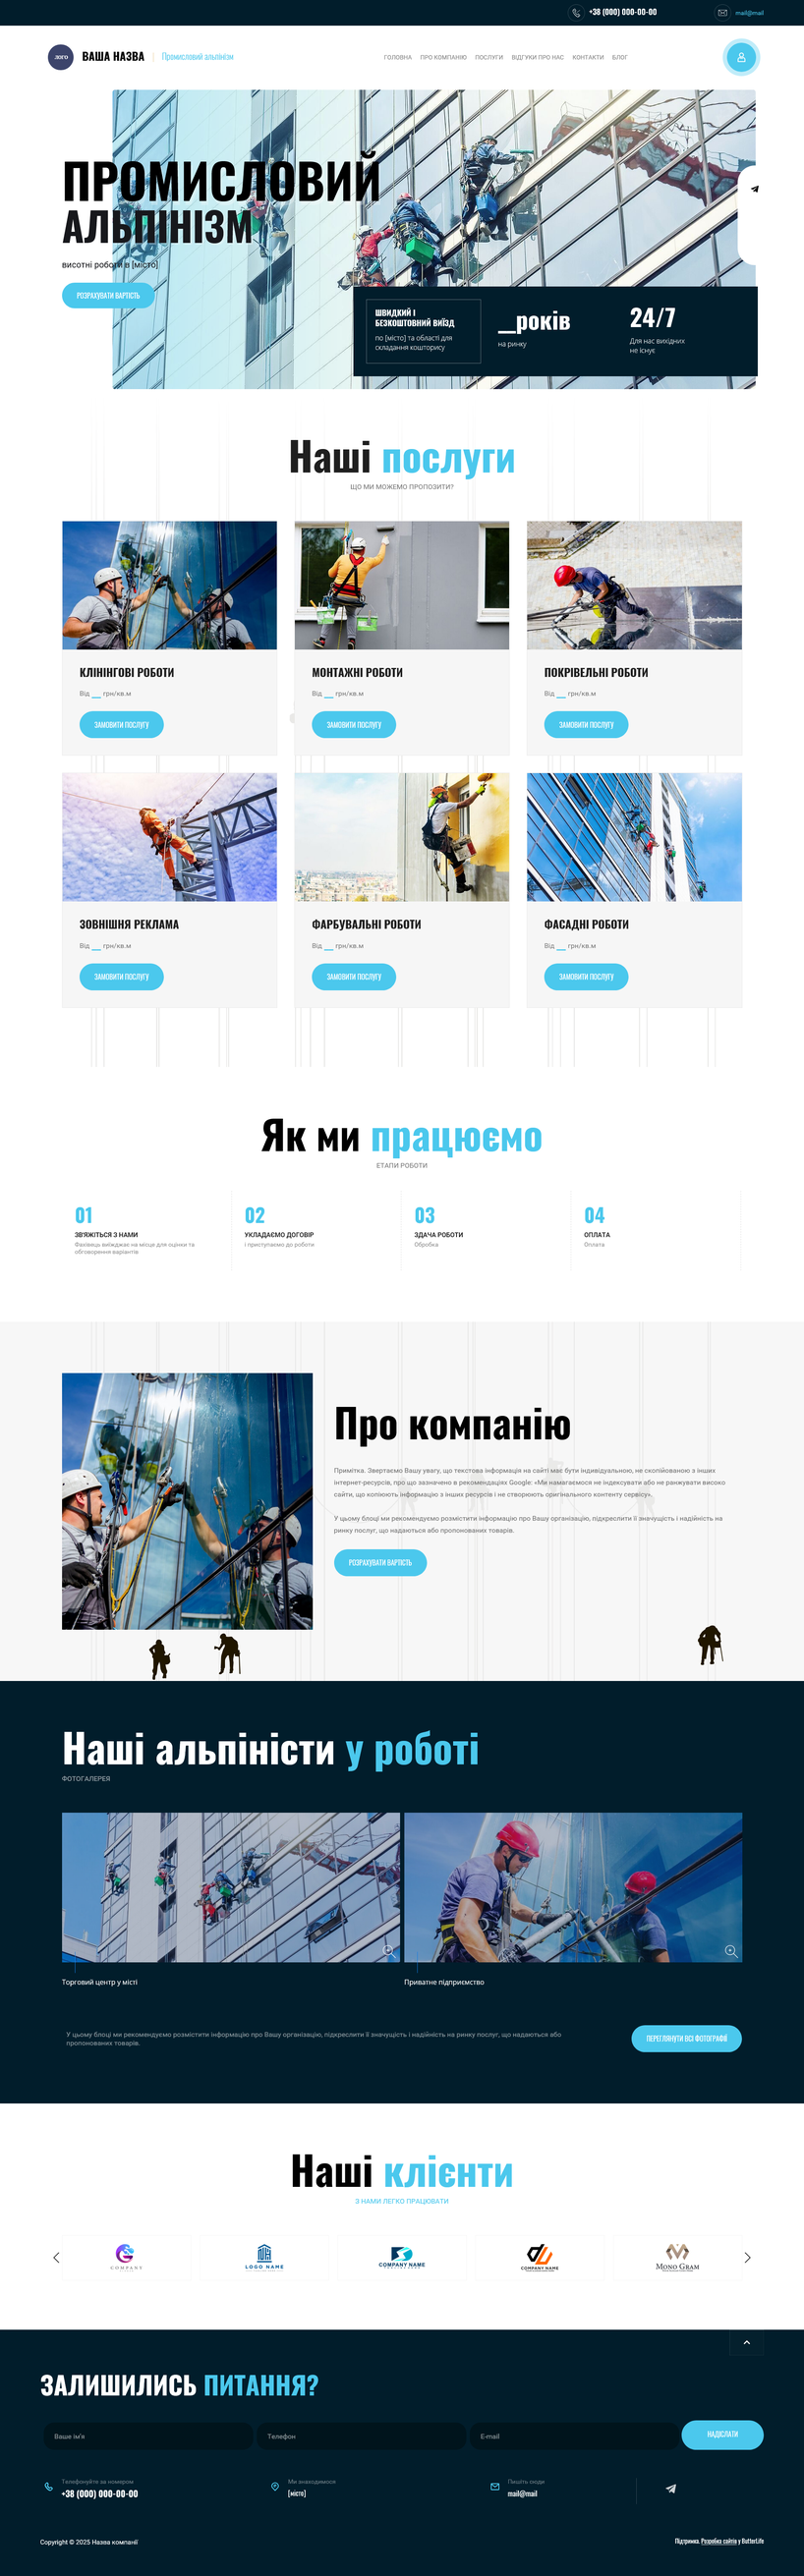 +38 (000) 000-00-00
mail@mail
ЛОГО
ВАША НАЗВА
Промисловий альпінізм
ГОЛОВНА ПРО КОМПАНІЮ ПОСЛУГИ ВІДГУКИ ПРО НАС КОНТАКТИ БЛОГ
ПРОМИСЛОВИЙ
АЛЬПІНІЗМ
висотні роботи в [місто]
РОЗРАХУВАТИ ВАРТІСТЬ
ШВИДКИЙ І
БЕЗКОШТОВНИЙ ВИЇЗД
по [місто] та області для
складання кошторису
__років
на ринку
24/7
Для нас вихідних
не існує
Наші послуги
ЩО МИ МОЖЕМО ПРОПОЗИТИ?
КЛІНІНГОВІ РОБОТИ
Від __ грн/кв.м
ЗАМОВИТИ ПОСЛУГУ
МОНТАЖНІ РОБОТИ
Від __ грн/кв.м
ЗАМОВИТИ ПОСЛУГУ
ПОКРІВЕЛЬНІ РОБОТИ
Від __ грн/кв.м
ЗАМОВИТИ ПОСЛУГУ
ЗОВНІШНЯ РЕКЛАМА
Від __ грн/кв.м
ЗАМОВИТИ ПОСЛУГУ
ФАРБУВАЛЬНІ РОБОТИ
Від __ грн/кв.м
ЗАМОВИТИ ПОСЛУГУ
ФАСАДНІ РОБОТИ
Від __ грн/кв.м
ЗАМОВИТИ ПОСЛУГУ
Як ми працюємо
ЕТАПИ РОБОТИ
01
ЗВ'ЯЖІТЬСЯ З НАМИ
Фахівець виїжджає на місце для оцінки та
обговорення варіантів
02
УКЛАДАЄМО ДОГОВІР
і приступаємо до роботи
03
ЗДАЧА РОБОТИ
Обробка
04
ОПЛАТА
Оплата
Про компанію
Примітка. Звертаємо Вашу увагу, що текстова інформація на сайті має бути індивідуальною, не скопійованою з інших
інтернет-ресурсів, про що зазначено в рекомендаціях Google: «Ми намагаємося не індексувати або не ранжувати високо
сайти, що копіюють інформацію з інших ресурсів і не створюють оригінального контенту сервісу».
У цьому блоці ми рекомендуємо розмістити інформацію про Вашу організацію, підкреслити її значущість і надійність на
ринку послуг, що надаються або пропонованих товарів.
РОЗРАХУВАТИ ВАРТІСТЬ
Наші альпіністи у роботі
ФОТОГАЛЕРЕЯ
Торговий центр у місті
Приватне підприємство
У цьому блоці ми рекомендуємо розмістити інформацію про Вашу організацію, підкреслити її значущість і надійність на ринку послуг, що надаються або
пропонованих товарів.
ПЕРЕГЛЯНУТИ ВСІ ФОТОГРАФІЇ
Наші клієнти
З НАМИ ЛЕГКО ПРАЦЮВАТИ
COMPANY
LOGO NAME
COMPANY NAME
COMPANY NAME
MONO GRAM
ЗАЛИШИЛИСЬ ПИТАННЯ?
Ваше ім'я
Телефон
E-mail
НАДІСЛАТИ
Телефонуйте за номером
+38 (000) 000-00-00
Ми знаходимося
[місто]
Пишіть сюди
mail@mail
Copyright © 2025 Назва компанії
Підтримка. Розробка сайтів у ButterLife